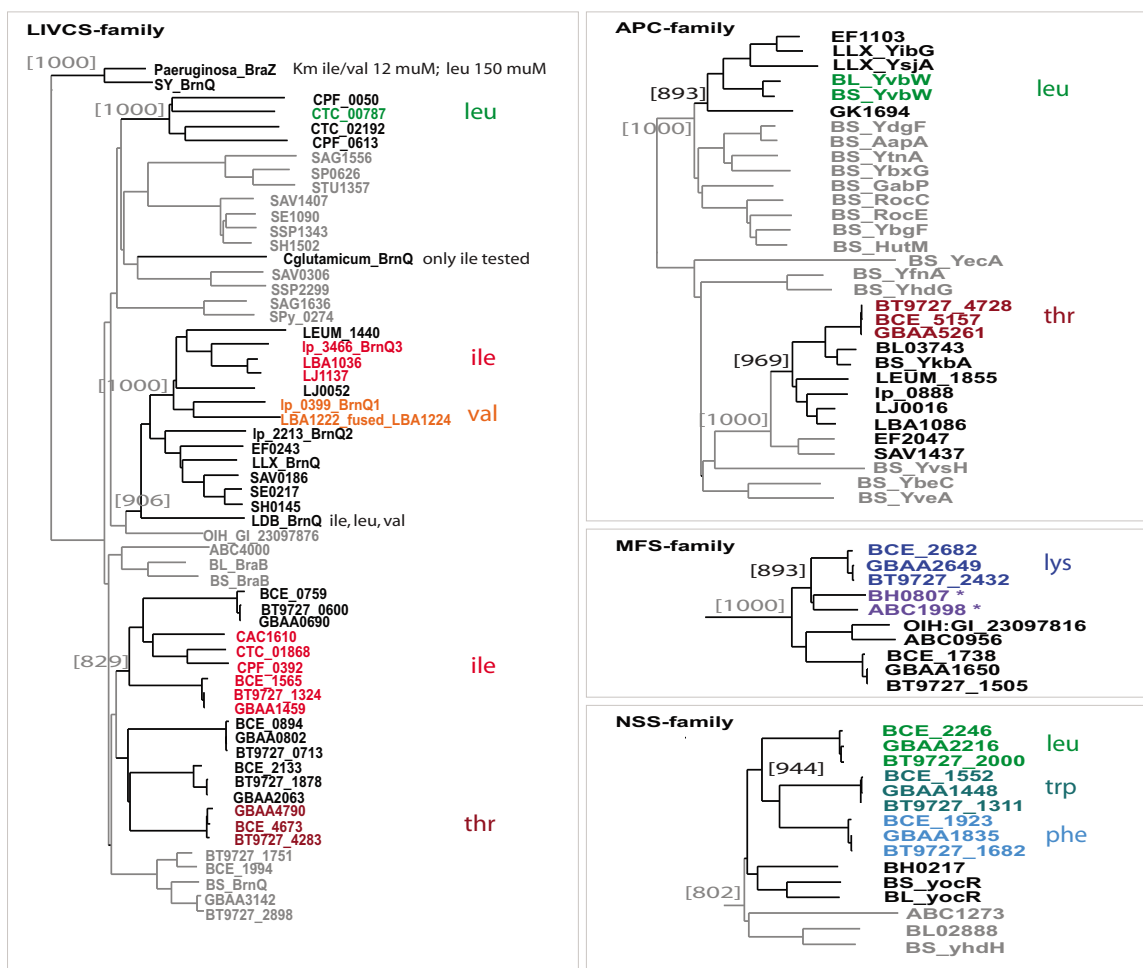 LIVCS-family
[1000]
Paeruginosa_BraZ Km ile/val 12 muM; leu 150 muM
SY_BrnQ
[1000]
CPF_0050
CTC_00787
leu
CTC_02192
CPF_0613
SAG1556
SP0626
STU1357
SAV1407
SE1090
SSP1343
SH1502
Cglutamicum_BrnQ only ile tested
SAV0306
SSP2299
SAG1636
SPy_0274
LEUM_1440
lp_3466_BrnQ3
ile
LBA1036
LJ1137
[1000]
LJ0052
lp_0399_BrnQ1
val
LBA1222_fused_LBA1224
lp_2213_BrnQ2
EF0243
LLX_BrnQ
SAV0186
SE0217
[906]
SH0145
LDB_BrnQ ile, leu, val
OIH_GI_23097876
ABC4000
BL_BraB
BS_BraB
BCE_0759
BT9727_0600
GBAA0690
CAC1610
CTC_01868
[829]
CPF_0392
ile
BCE_1565
BT9727_1324
GBAA1459
BCE_0894
GBAA0802
BT9727_0713
BCE_2133
BT9727_1878
GBAA2063
GBAA4790
thr
BCE_4673
BT9727_4283
BT9727_1751
BCE_1994
BS_BrnQ
GBAA3142
BT9727_2898
APC-family
EF1103
LLX_YibG
LLX_YsjA
BL_YvbW
leu
[893]
BS_YvbW
GK1694
[1000]
BS_YdgF
BS_AapA
BS_YtnA
BS_YbxG
BS_GabP
BS_RocC
BS_RocE
BS_YbgF
BS_HutM
BS_YecA
BS_YfnA
BS_YhdG
BT9727_4728
thr
BCE_5157
GBAA5261
BL03743
[969]
BS_YkbA
LEUM_1855
lp_0888
LJ0016
[1000]
LBA1086
EF2047
SAV1437
BS_YvsH
BS_YbeC
BS_YveA
MFS-family
BCE_2682
lys
[893]
GBAA2649
BT9727_2432
BH0807 *
[1000]
ABC1998 *
OIH:GI_23097816
ABC0956
BCE_1738
GBAA1650
BT9727_1505
NSS-family
BCE_2246
leu
GBAA2216
BT9727_2000
[944]
BCE_1552
trp
GBAA1448
BT9727_1311
BCE_1923
phe
GBAA1835
BT9727_1682
BH0217
BS_yocR
[802]
BL_yocR
ABC1273
BL02888
BS_yhdH